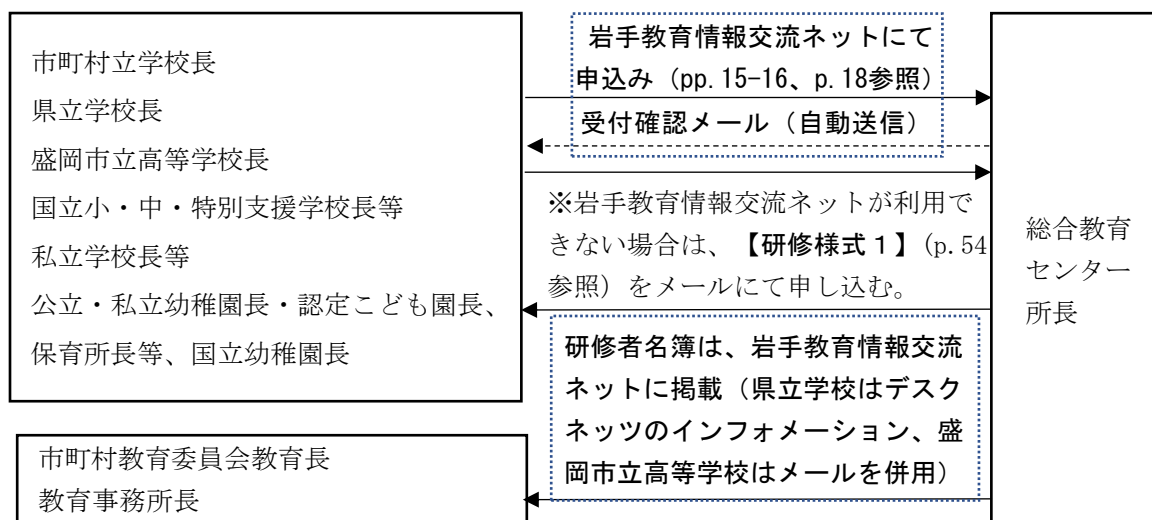 市町村立学校長
県立学校長
盛岡市立高等学校長
国立小・中・特別支援学校長等
私立学校長等
公立・私立幼稚園長・認定こども園長、
保育所長等、国立幼稚園長
岩手教育情報交流ネットにて
申込み（pp.15-16、p.18参照）
受付確認メール（自動送信）
※岩手教育情報交流ネットが利用で
きない場合は、【研修様式１】(p.54
参照）をメールにて申し込む。
研修者名簿は、岩手教育情報交流
ネットに掲載（県立学校はデスク
ネッツのインフォメーション、盛
岡市立高等学校はメールを併用）
総合教育
センター
所長
市町村教育委員会教育長
教育事務所長